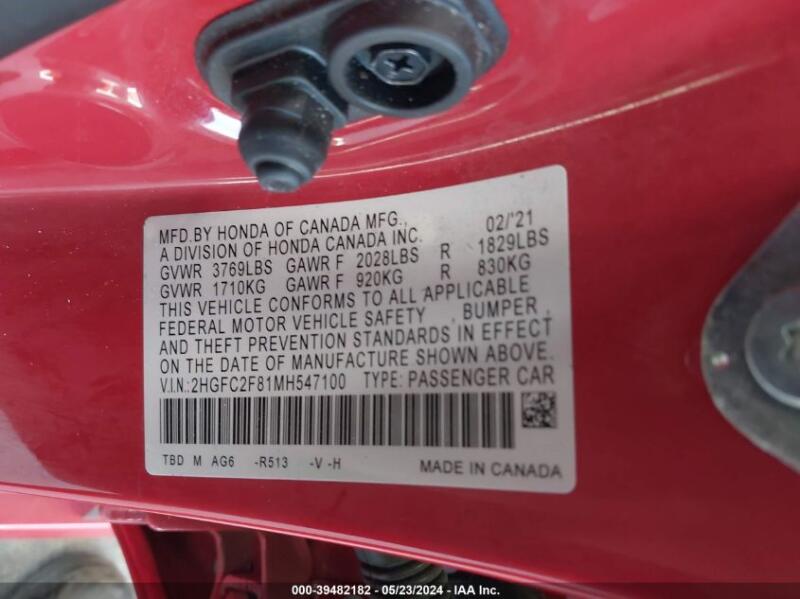 MFD.BY HONDA OF CANADA MFG., 02/'21
A DIVISION OF HONDA CANADA INC.
GVWR 3769LBS GAWR F 2028LBS R 1829LBS
GVWR 1710KG GAWR F 920KG R 830KG
THIS VEHICLE CONFORMS TO ALL APPLICABLE
FEDERAL MOTOR VEHICLE SAFETY , BUMPER ,
AND THEFT PREVENTION STANDARDS IN EFFECT
ON THE DATE OF MANUFACTURE SHOWN ABOVE.
V.I.N.:2HGFC2F81MH547100 TYPE: PASSENGER CAR
TBD M AG6 -R513 -V -H MADE IN CANADA
000-39482182 - 05/23/2024 - IAA Inc.